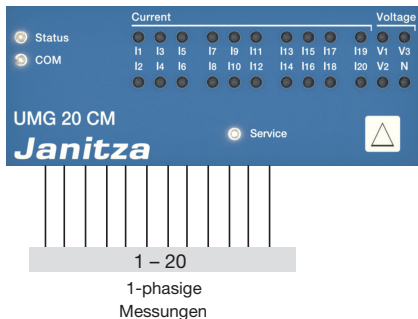 Current Voltage
Status
COM
I1 I3 I5 I7 I9 I11 I13 I15 I17 I19 V1 V3
I2 I4 I6 I8 I10 I12 I14 I16 I18 I20 V2 N
UMG 20 CM
Service
Janitza
1 – 20
1-phasige
Messungen